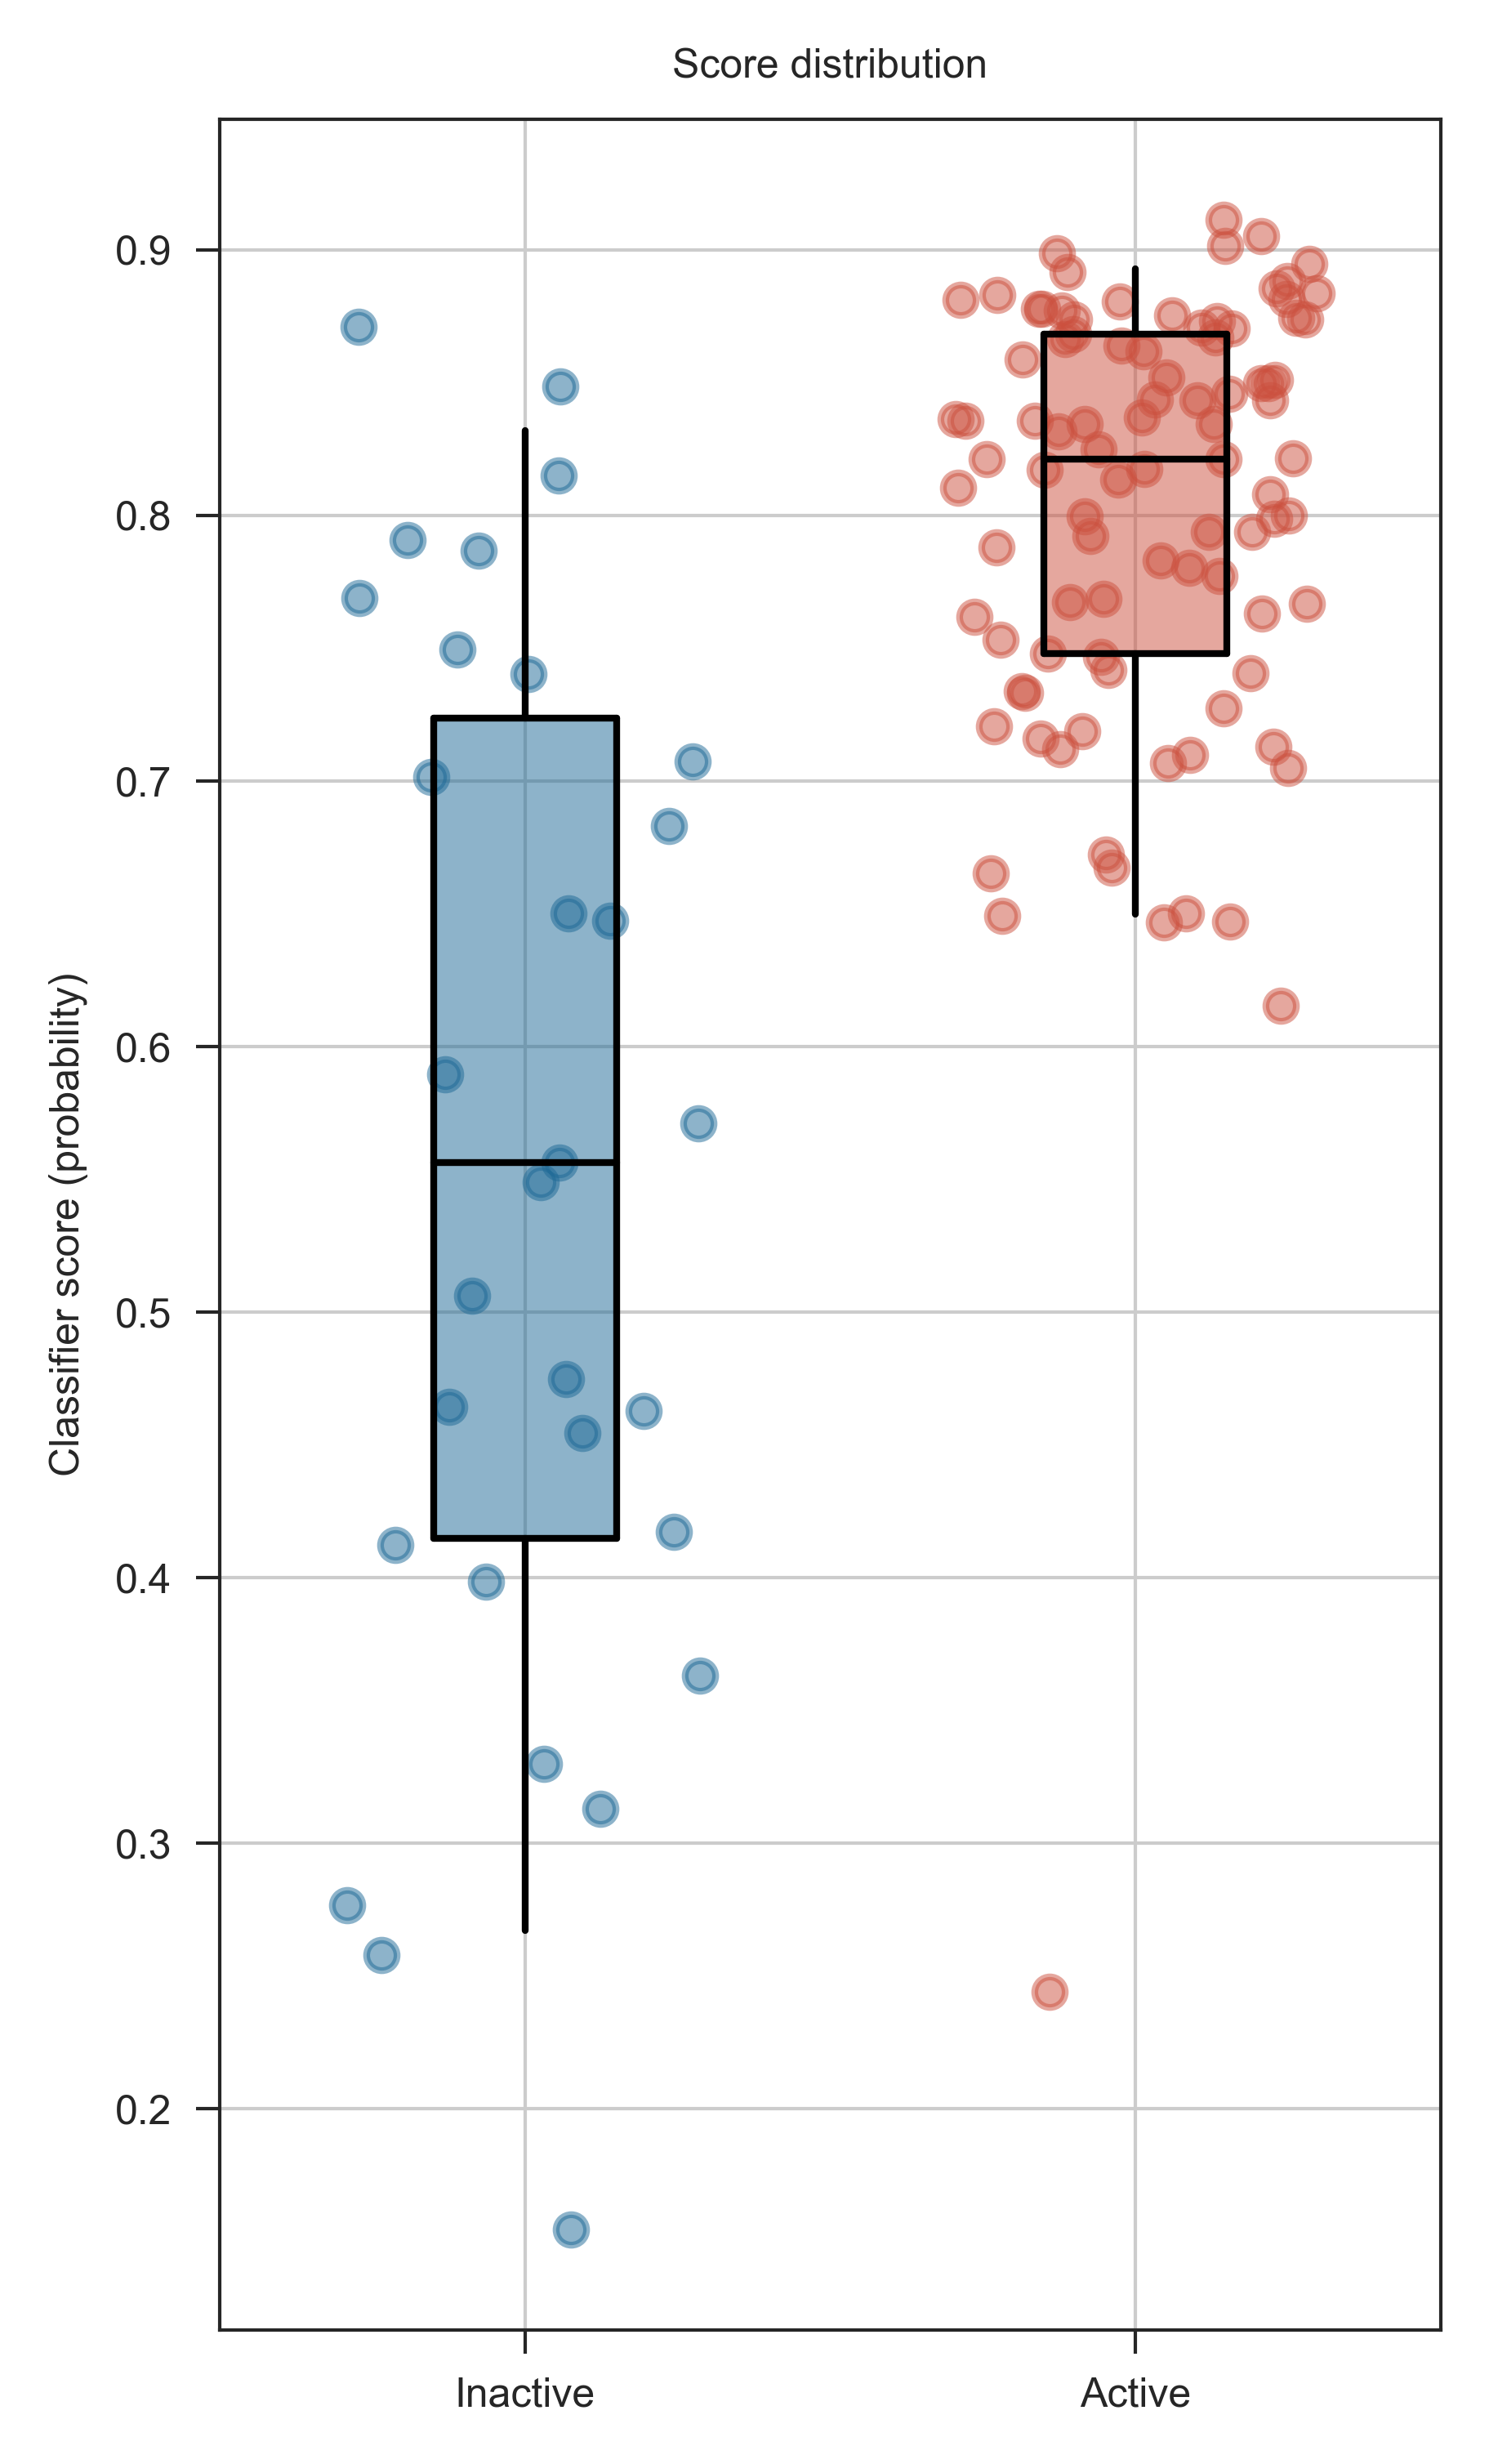 Score distribution
Classifier score (probability)
0.9
0.8
0.7
0.6
0.5
0.4
0.3
0.2
Inactive
Active